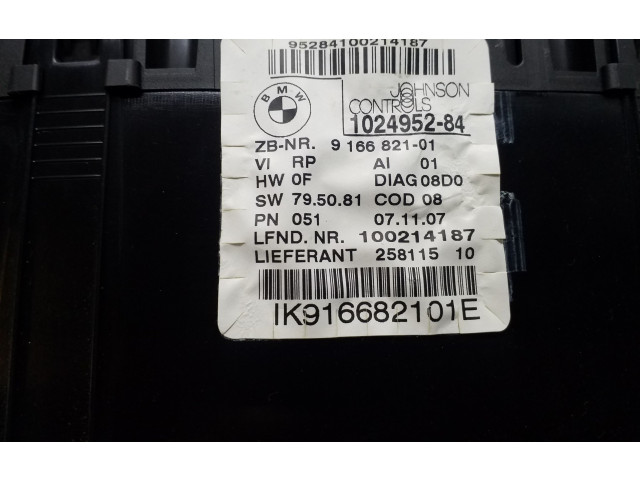 95284100214187
BMW
JOHNSON
CONTROLS
1024952-84
ZB-NR. 9 166 821-01
VI RP AI 01
HW 0F DIAG 08D0
SW 79.50.81 COD 08
PN 051 07.11.07
LFND. NR. 100214187
LIEFERANT 258115 10
IK916682101E